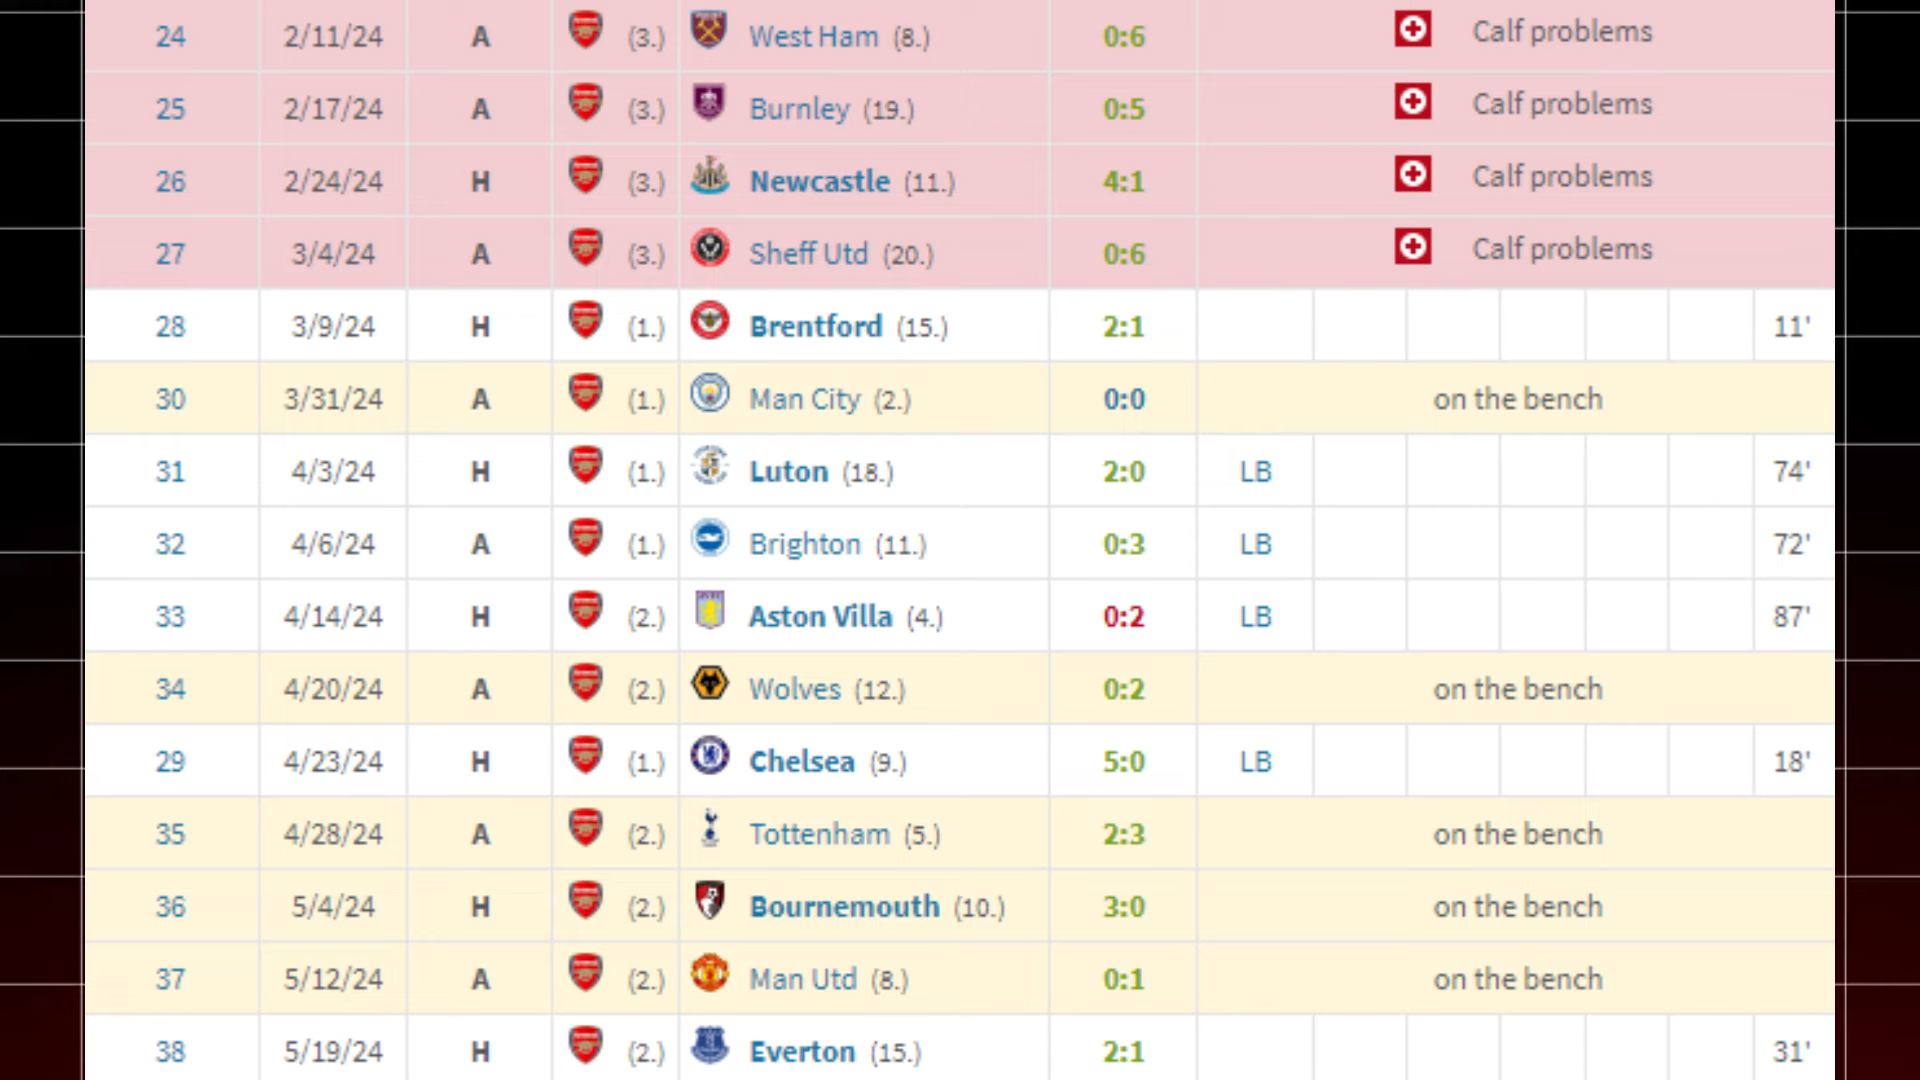 24 2/11/24 A (3.) West Ham (8.) 0:6 Calf problems
25 2/17/24 A (3.) Burnley (19.) 0:5 Calf problems
26 2/24/24 H (3.) Newcastle (11.) 4:1 Calf problems
27 3/4/24 A (3.) Sheff Utd (20.) 0:6 Calf problems
28 3/9/24 H (1.) Brentford (15.) 2:1 11'
30 3/31/24 A (1.) Man City (2.) 0:0 on the bench
31 4/3/24 H (1.) Luton (18.) 2:0 LB 74'
32 4/6/24 A (1.) Brighton (11.) 0:3 LB 72'
33 4/14/24 H (2.) Aston Villa (4.) 0:2 LB 87'
34 4/20/24 A (2.) Wolves (12.) 0:2 on the bench
29 4/23/24 H (1.) Chelsea (9.) 5:0 LB 18'
35 4/28/24 A (2.) Tottenham (5.) 2:3 on the bench
36 5/4/24 H (2.) Bournemouth (10.) 3:0 on the bench
37 5/12/24 A (2.) Man Utd (8.) 0:1 on the bench
38 5/19/24 H (2.) Everton (15.) 2:1 31'